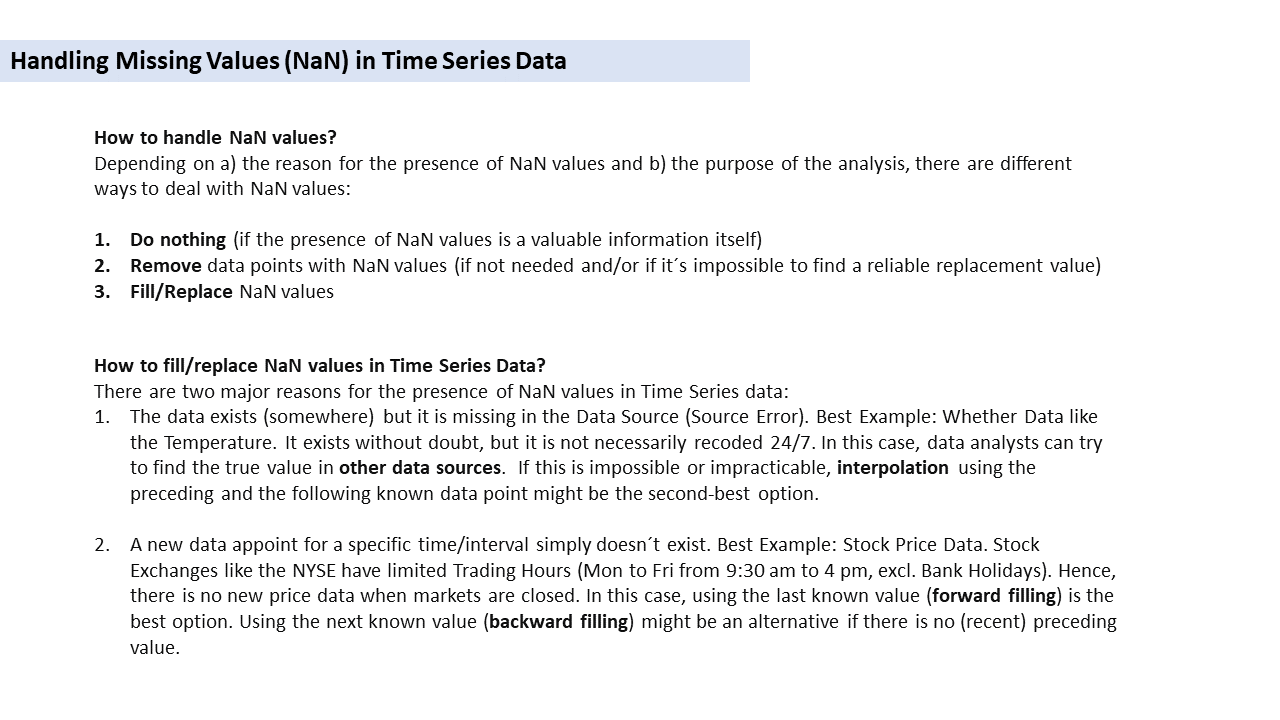 Handling Missing Values (NaN) in Time Series Data
How to handle NaN values?
Depending on a) the reason for the presence of NaN values and b) the purpose of the analysis, there are different
ways to deal with NaN values:
1. Do nothing (if the presence of NaN values is a valuable information itself)
2. Remove data points with NaN values (if not needed and/or if it´s impossible to find a reliable replacement value)
3. Fill/Replace NaN values
How to fill/replace NaN values in Time Series Data?
There are two major reasons for the presence of NaN values in Time Series data:
1. The data exists (somewhere) but it is missing in the Data Source (Source Error). Best Example: Whether Data like
the Temperature. It exists without doubt, but it is not necessarily recoded 24/7. In this case, data analysts can try
to find the true value in other data sources. If this is impossible or impracticable, interpolation using the
preceding and the following known data point might be the second-best option.
2. A new data appoint for a specific time/interval simply doesn´t exist. Best Example: Stock Price Data. Stock
Exchanges like the NYSE have limited Trading Hours (Mon to Fri from 9:30 am to 4 pm, excl. Bank Holidays). Hence,
there is no new price data when markets are closed. In this case, using the last known value (forward filling) is the
best option. Using the next known value (backward filling) might be an alternative if there is no (recent) preceding
value.